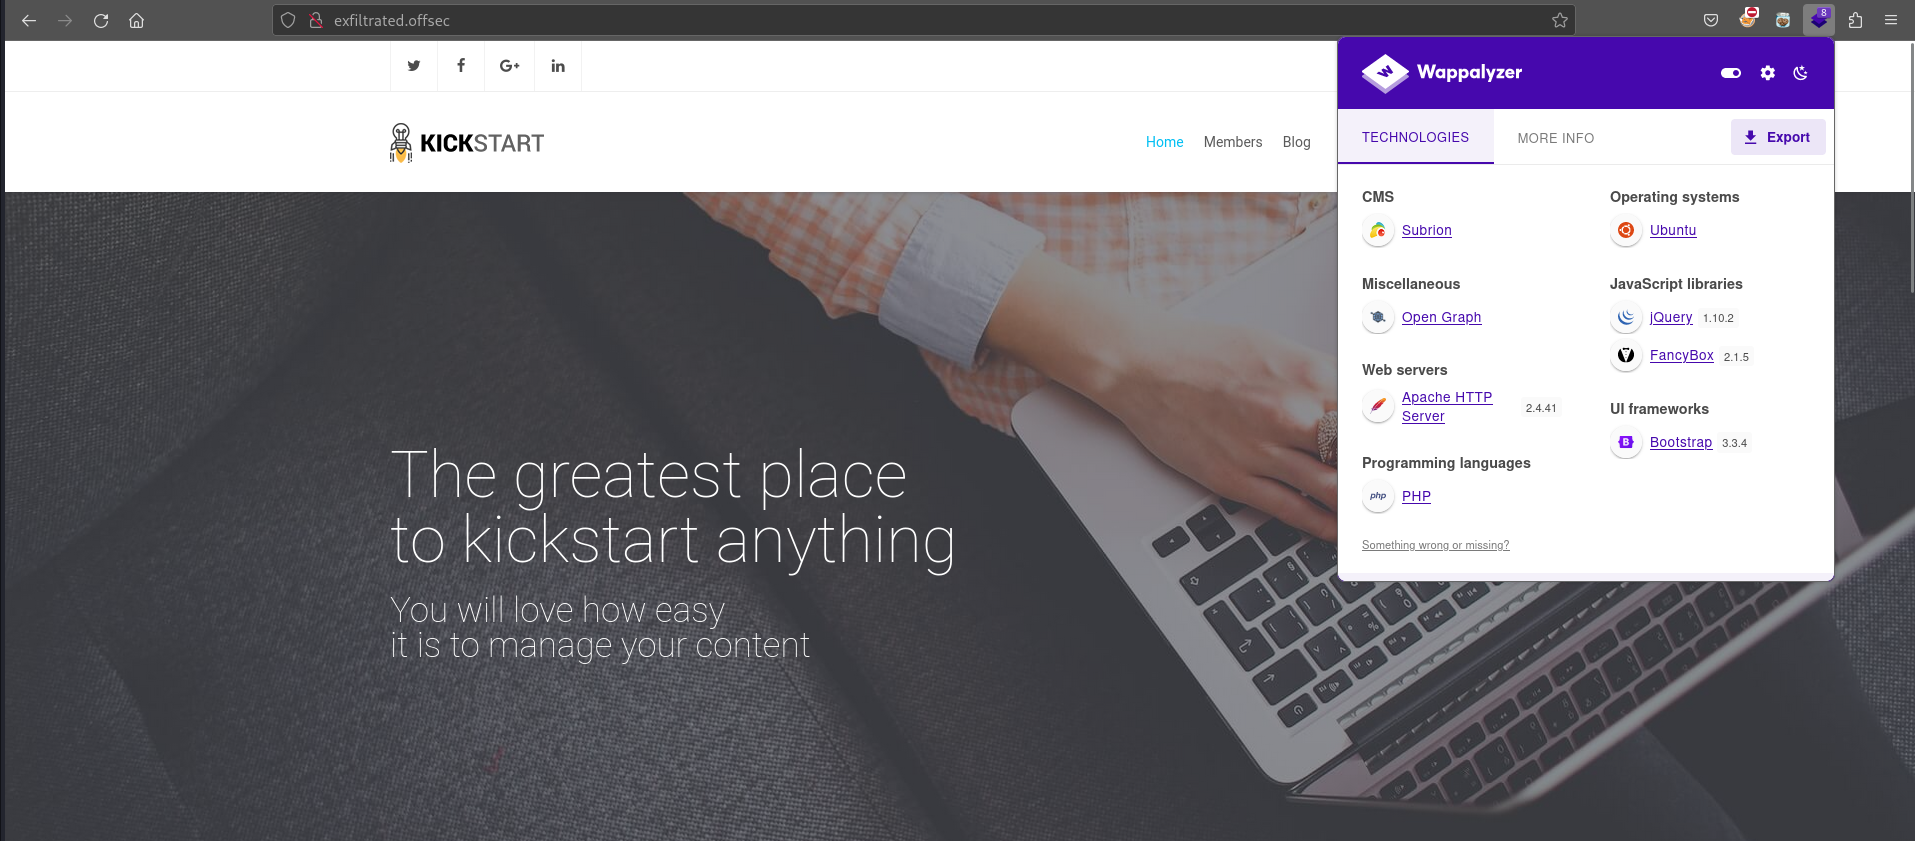 exfiltrated.offsec
8
KICKSTART
Home Members Blog
The greatest place
to kickstart anything
You will love how easy
it is to manage your content
Wappalyzer
TECHNOLOGIES MORE INFO Export
CMS
Subrion
Miscellaneous
Open Graph
Web servers
Apache HTTP
Server 2.4.41
Programming languages
php PHP
Something wrong or missing?
Operating systems
Ubuntu
JavaScript libraries
jQuery 1.10.2
FancyBox 2.1.5
UI frameworks
B Bootstrap 3.3.4